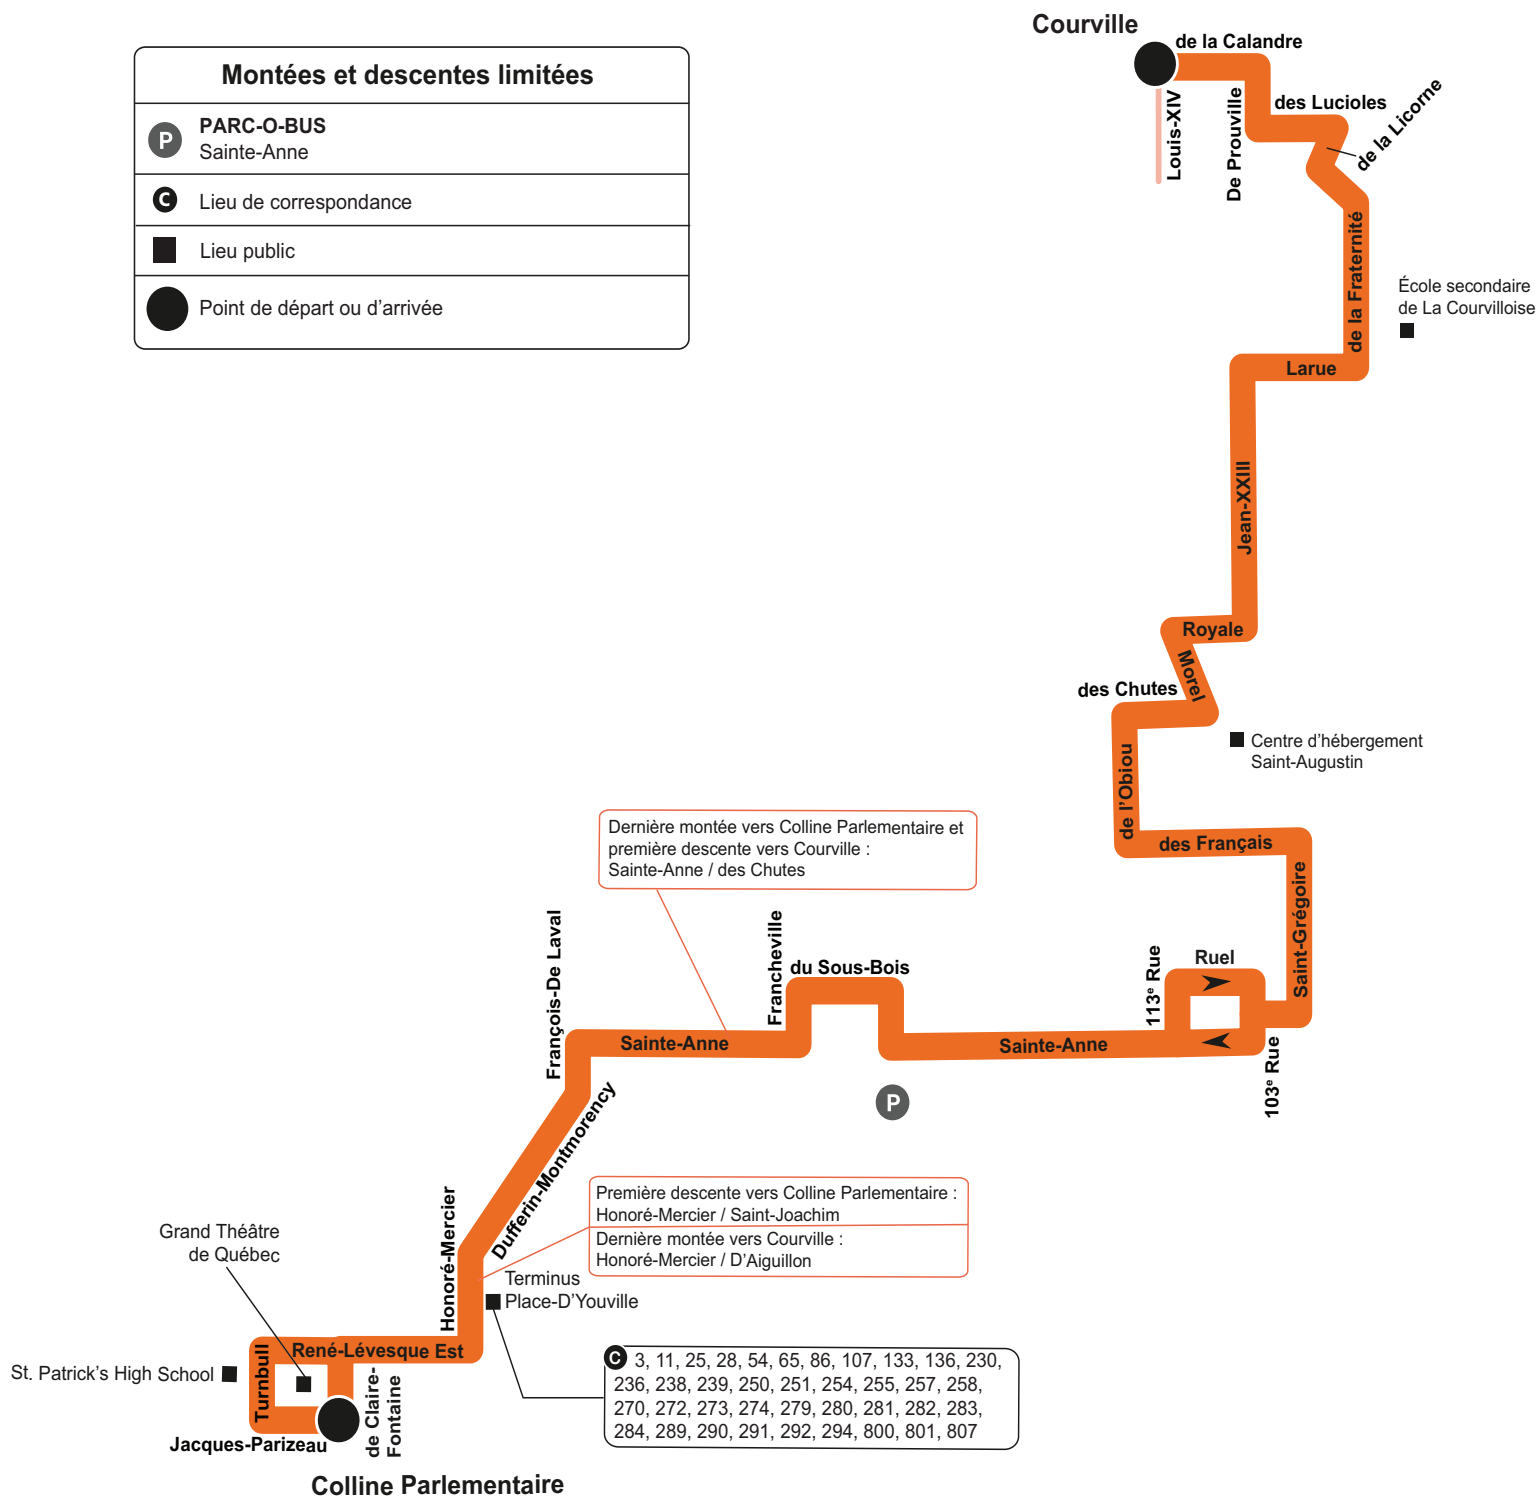 Courville
de la Calandre
Montées et descentes limitées
P
PARC-O-BUS
Sainte-Anne
C
Lieu de correspondance
Lieu public
Point de départ ou d'arrivée
Louis-XIV
De Prouville
des Lucioles
de la Licorne
de la Fraternité
École secondaire
de La Courvilloise
Larue
Jean-XXIII
Royale
Morel
des Chutes
Centre d'hébergement
Saint-Augustin
de l'Obiou
des Français
Saint-Grégoire
Dernière montée vers Colline Parlementaire et
première descente vers Courville :
Sainte-Anne / des Chutes
François-De Laval
Francheville
du Sous-Bois
113e Rue
Ruel
Sainte-Anne
Sainte-Anne
103e Rue
P
Dufferin-Montmorency
Honoré-Mercier
Première descente vers Colline Parlementaire :
Honoré-Mercier / Saint-Joachim
Dernière montée vers Courville :
Honoré-Mercier / D'Aiguillon
Grand Théâtre
de Québec
Terminus
Place-D'Youville
René-Lévesque Est
St. Patrick's High School
Turnbull
de Claire-
Fontaine
Jacques-Parizeau
C 3, 11, 25, 28, 54, 65, 86, 107, 133, 136, 230,
236, 238, 239, 250, 251, 254, 255, 257, 258,
270, 272, 273, 274, 279, 280, 281, 282, 283,
284, 289, 290, 291, 292, 294, 800, 801, 807
Colline Parlementaire